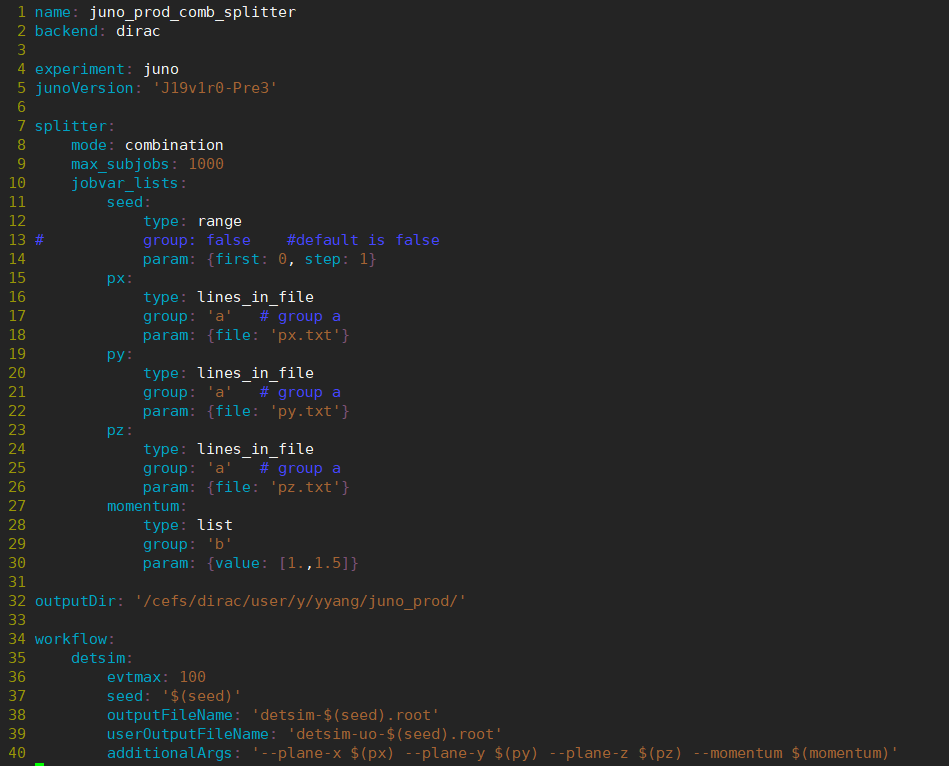 1 name: juno_prod_comb_splitter
2 backend: dirac
3
4 experiment: juno
5 junoVersion: 'J19v1r0-Pre3'
6
7 splitter:
8     mode: combination
9     max_subjobs: 1000
10     jobvar_lists:
11         seed:
12             type: range
13 #           group: false    #default is false
14             param: {first: 0, step: 1}
15         px:
16             type: lines_in_file
17             group: 'a'   # group a
18             param: {file: 'px.txt'}
19         py:
20             type: lines_in_file
21             group: 'a'   # group a
22             param: {file: 'py.txt'}
23         pz:
24             type: lines_in_file
25             group: 'a'   # group a
26             param: {file: 'pz.txt'}
27         momentum:
28             type: list
29             group: 'b'
30             param: {value: [1.,1.5]}
31
32 outputDir: '/cefs/dirac/user/y/yyang/juno_prod/'
33
34 workflow:
35     detsim:
36         evtmax: 100
37         seed: '$(seed)'
38         outputFileName: 'detsim-$(seed).root'
39         userOutputFileName: 'detsim-uo-$(seed).root'
40         additionalArgs: '--plane-x $(px) --plane-y $(py) --plane-z $(pz) --momentum $(momentum)'